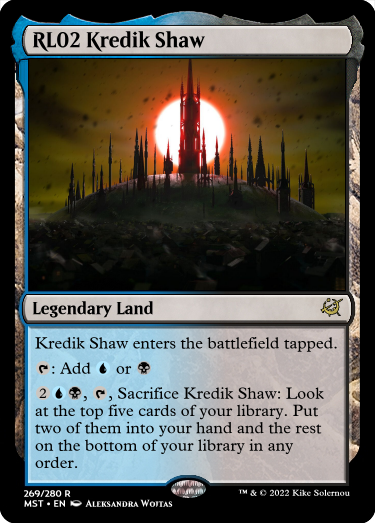 RL02 Kredik Shaw
Legendary Land
Kredik Shaw enters the battlefield tapped.
: Add or
2 , , Sacrifice Kredik Shaw: Look
at the top five cards of your library. Put
two of them into your hand and the rest
on the bottom of your library in any
order.
269/280 R
MST • EN Aleksandra Wojtas
™ & © 2022 Kike Solernou